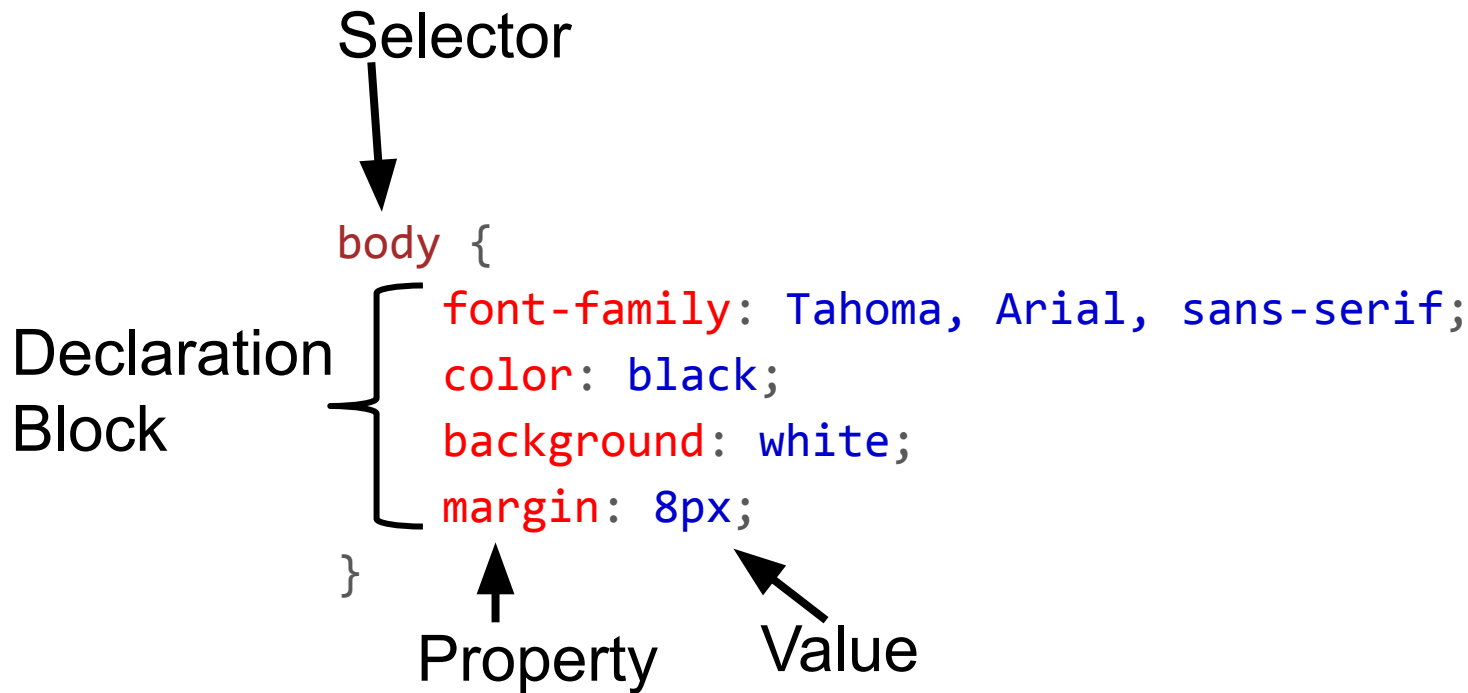 Selector
body {
font-family: Tahoma, Arial, sans-serif;
Declaration
Block
color: black;
background: white;
margin: 8px;
}
Property
Value